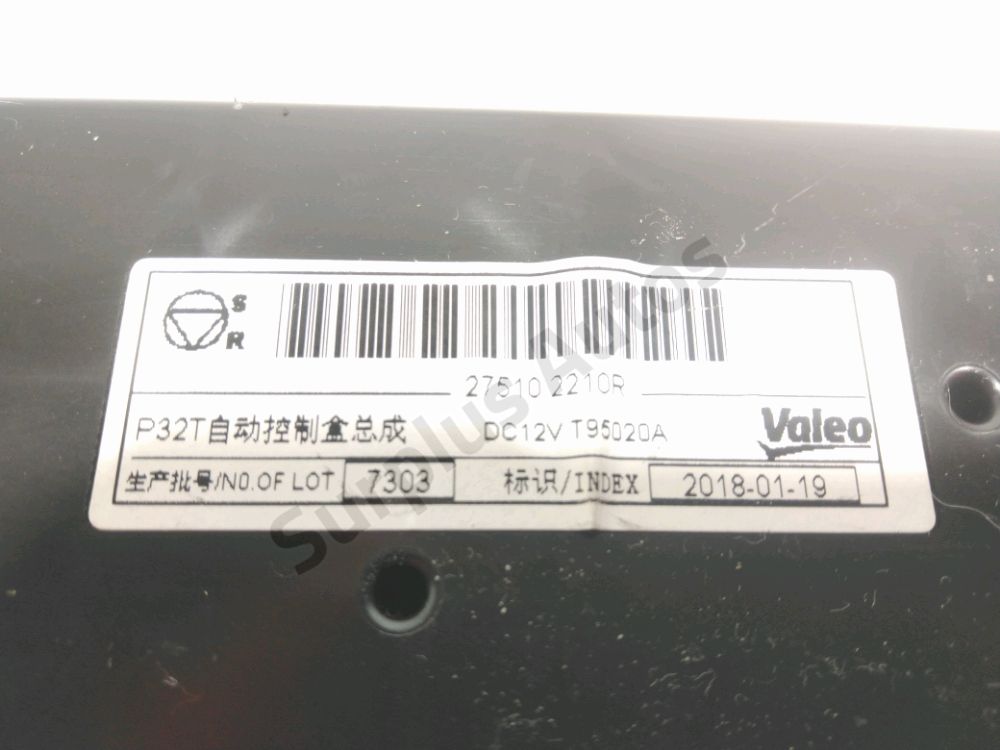 S
R
27510 2210R
P32T自动控制盒总成 DC12V T95020A Valeo
生产批号/NO.OF LOT 7303 标识/INDEX 2018-01-19
Surplus Autos